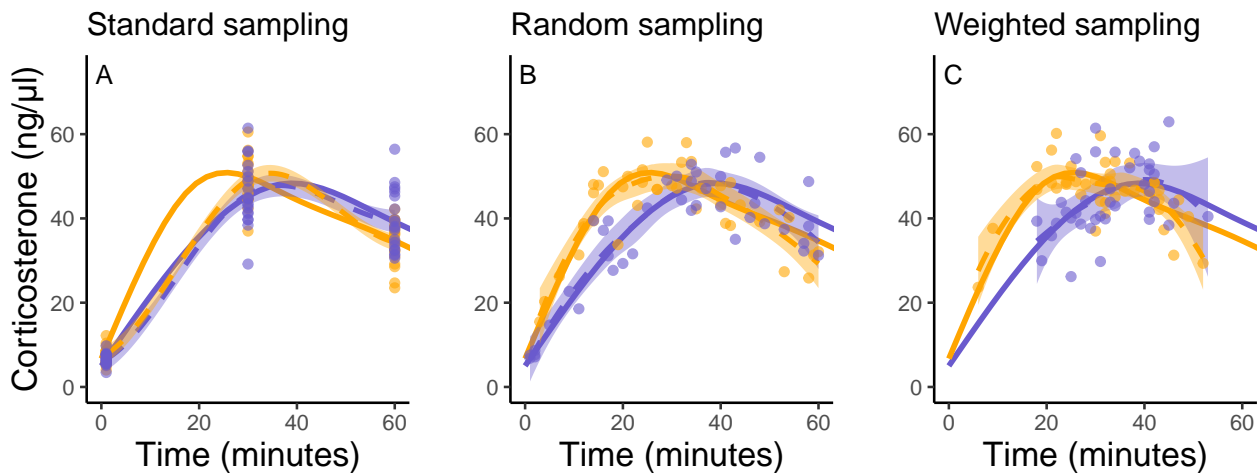 Standard sampling
Random sampling
Weighted sampling
A
B
C
Corticosterone (ng/µl)
60
40
20
0
60
40
20
0
60
40
20
0
0 20 40 60
0 20 40 60
0 20 40 60
Time (minutes)
Time (minutes)
Time (minutes)